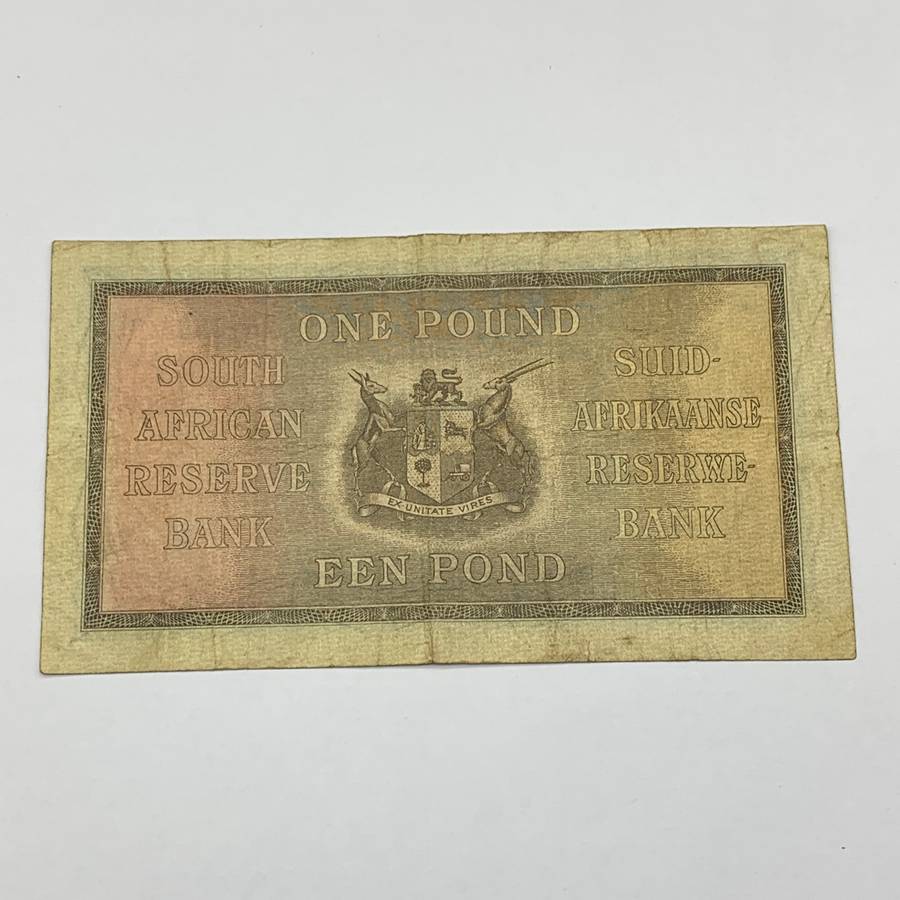 ONE POUND
SOUTH
AFRICAN
RESERVE
BANK
SUID-
AFRIKAANSE
RESERWE-
BANK
EX·UNITATE VIRES
EEN POND